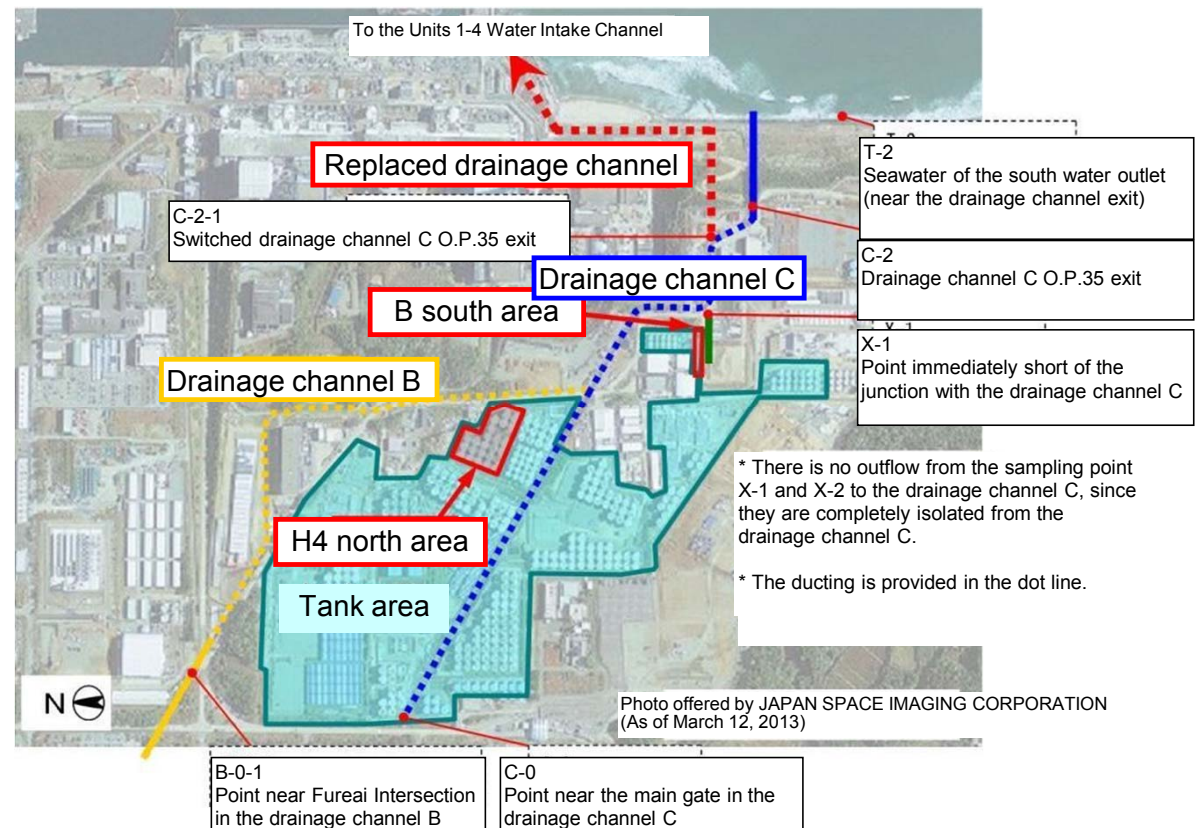 To the Units 1-4 Water Intake Channel
Replaced drainage channel
T-2
Seawater of the south water outlet
(near the drainage channel exit)
C-2-1
Switched drainage channel C O.P.35 exit
C-2
Drainage channel C O.P.35 exit
Drainage channel C
B south area
X-1
Point immediately short of the
junction with the drainage channel C
Drainage channel B
* There is no outflow from the sampling point
X-1 and X-2 to the drainage channel C, since
they are completely isolated from the
drainage channel C.
* The ducting is provided in the dot line.
H4 north area
Tank area
N
Photo offered by JAPAN SPACE IMAGING CORPORATION
(As of March 12, 2013)
B-0-1
Point near Fureai Intersection
in the drainage channel B
C-0
Point near the main gate in the
drainage channel C